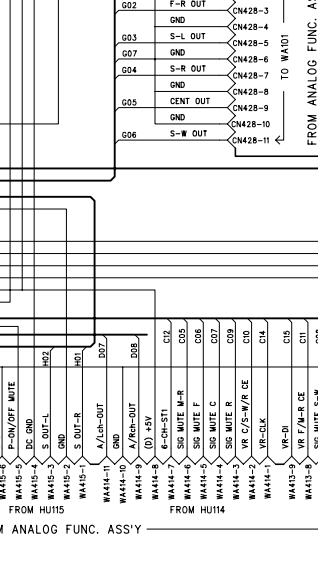 G02 F-R OUT CN428-3
GND CN428-4
G03 S-L OUT CN428-5
G07 GND CN428-6
G04 S-R OUT CN428-7
GND CN428-8
G05 CENT OUT CN428-9
GND CN428-10
G06 S-W OUT CN428-11
TO WA101
FROM ANALOG FUNC.
WA415-6
P-ON/OFF MUTE WA415-5
DC GND WA415-4
H02 S OUT-L WA415-3
GND WA415-2
H01 S OUT-R WA415-1
D07 A/Lch-OUT WA414-11
GND WA414-10
D08 A/Rch-OUT WA414-9
(D) +5V WA414-8
C12 6-CH-ST1 WA414-7
C05 SIG MUTE M-R WA414-6
C06 SIG MUTE F WA414-5
C07 SIG MUTE C WA414-4
C09 SIG MUTE R WA414-3
C10 VR C/S-W/R CE WA414-2
C14 VR-CLK WA414-1
C15 VR-DI WA413-9
C11 VR F/M-R CE WA413-8
SIG MUTE S-W
FROM HU115
FROM HU114
ANALOG FUNC. ASS'Y